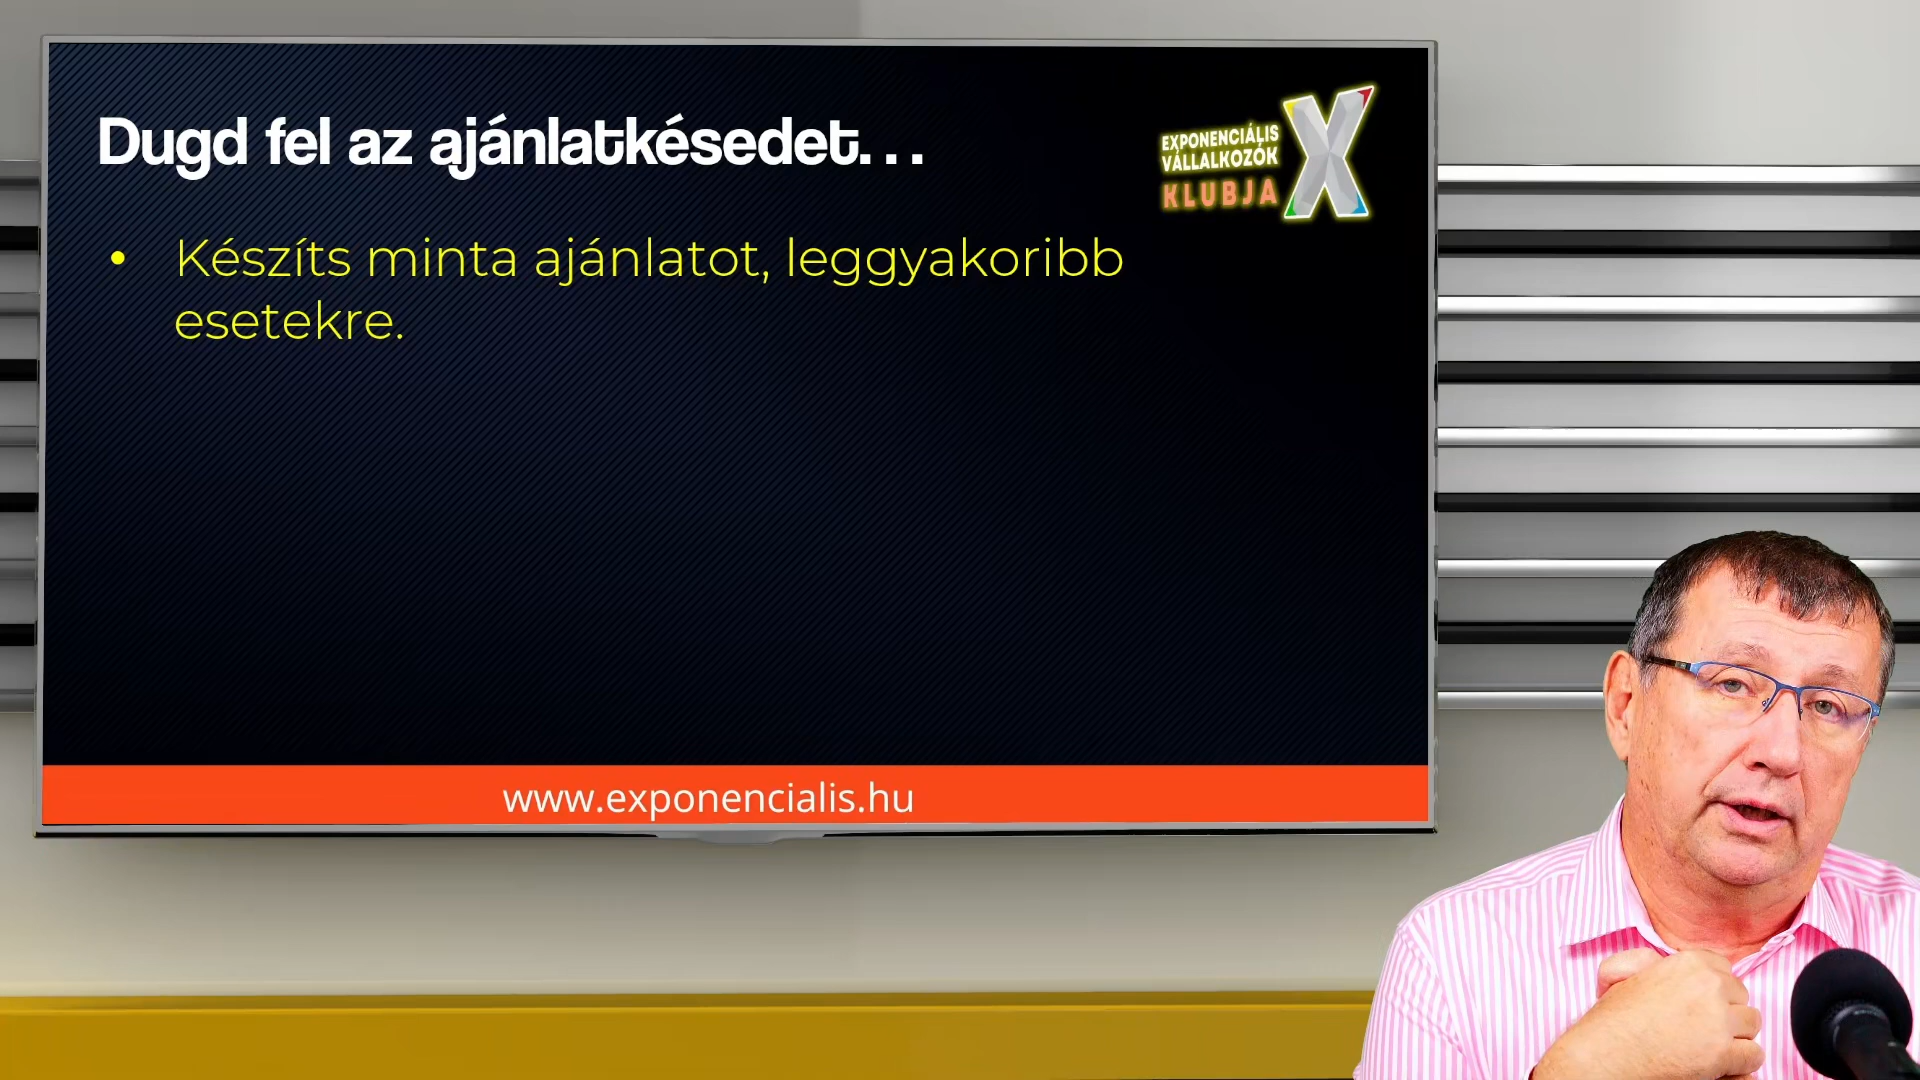 Dugd fel az ajánlatkésedet...
EXPONENCIÁLIS
VÁLLALKOZÓK
KLUBJA
X
• Készíts minta ajánlatot, leggyakoribb
esetekre.
www.exponencialis.hu